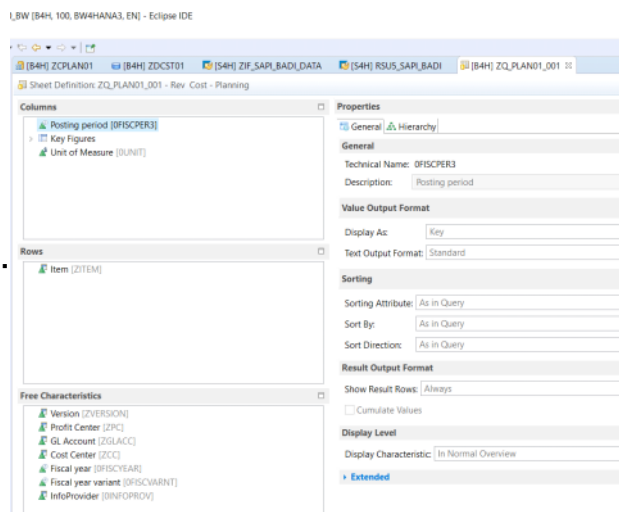 I_BW [B4H, 100, BW4HANA3, EN] - Eclipse IDE
[B4H] ZCPLAN01
[B4H] ZDCST01
[S4H] ZIF_SAPI_BADI_DATA
[S4H] RSU5_SAPI_BADI
[B4H] ZQ_PLAN01_001
Sheet Definition: ZQ_PLAN01_001 - Rev Cost - Planning
Columns
Posting period [0FISCPER3]
Key Figures
Unit of Measure [0UNIT]
Rows
Item [ZITEM]
Free Characteristics
Version [ZVERSION]
Profit Center [ZPC]
GL Account [ZGLACC]
Cost Center [ZCC]
Fiscal year [0FISCYEAR]
Fiscal year variant [0FISCVARNT]
InfoProvider [0INFOPROV]
Properties
General
Hierarchy
General
Technical Name: 0FISCPER3
Description: Posting period
Value Output Format
Display As: Key
Text Output Format: Standard
Sorting
Sorting Attribute: As in Query
Sort By: As in Query
Sort Direction: As in Query
Result Output Format
Show Result Rows: Always
Cumulate Values
Display Level
Display Characteristic: In Normal Overview
Extended